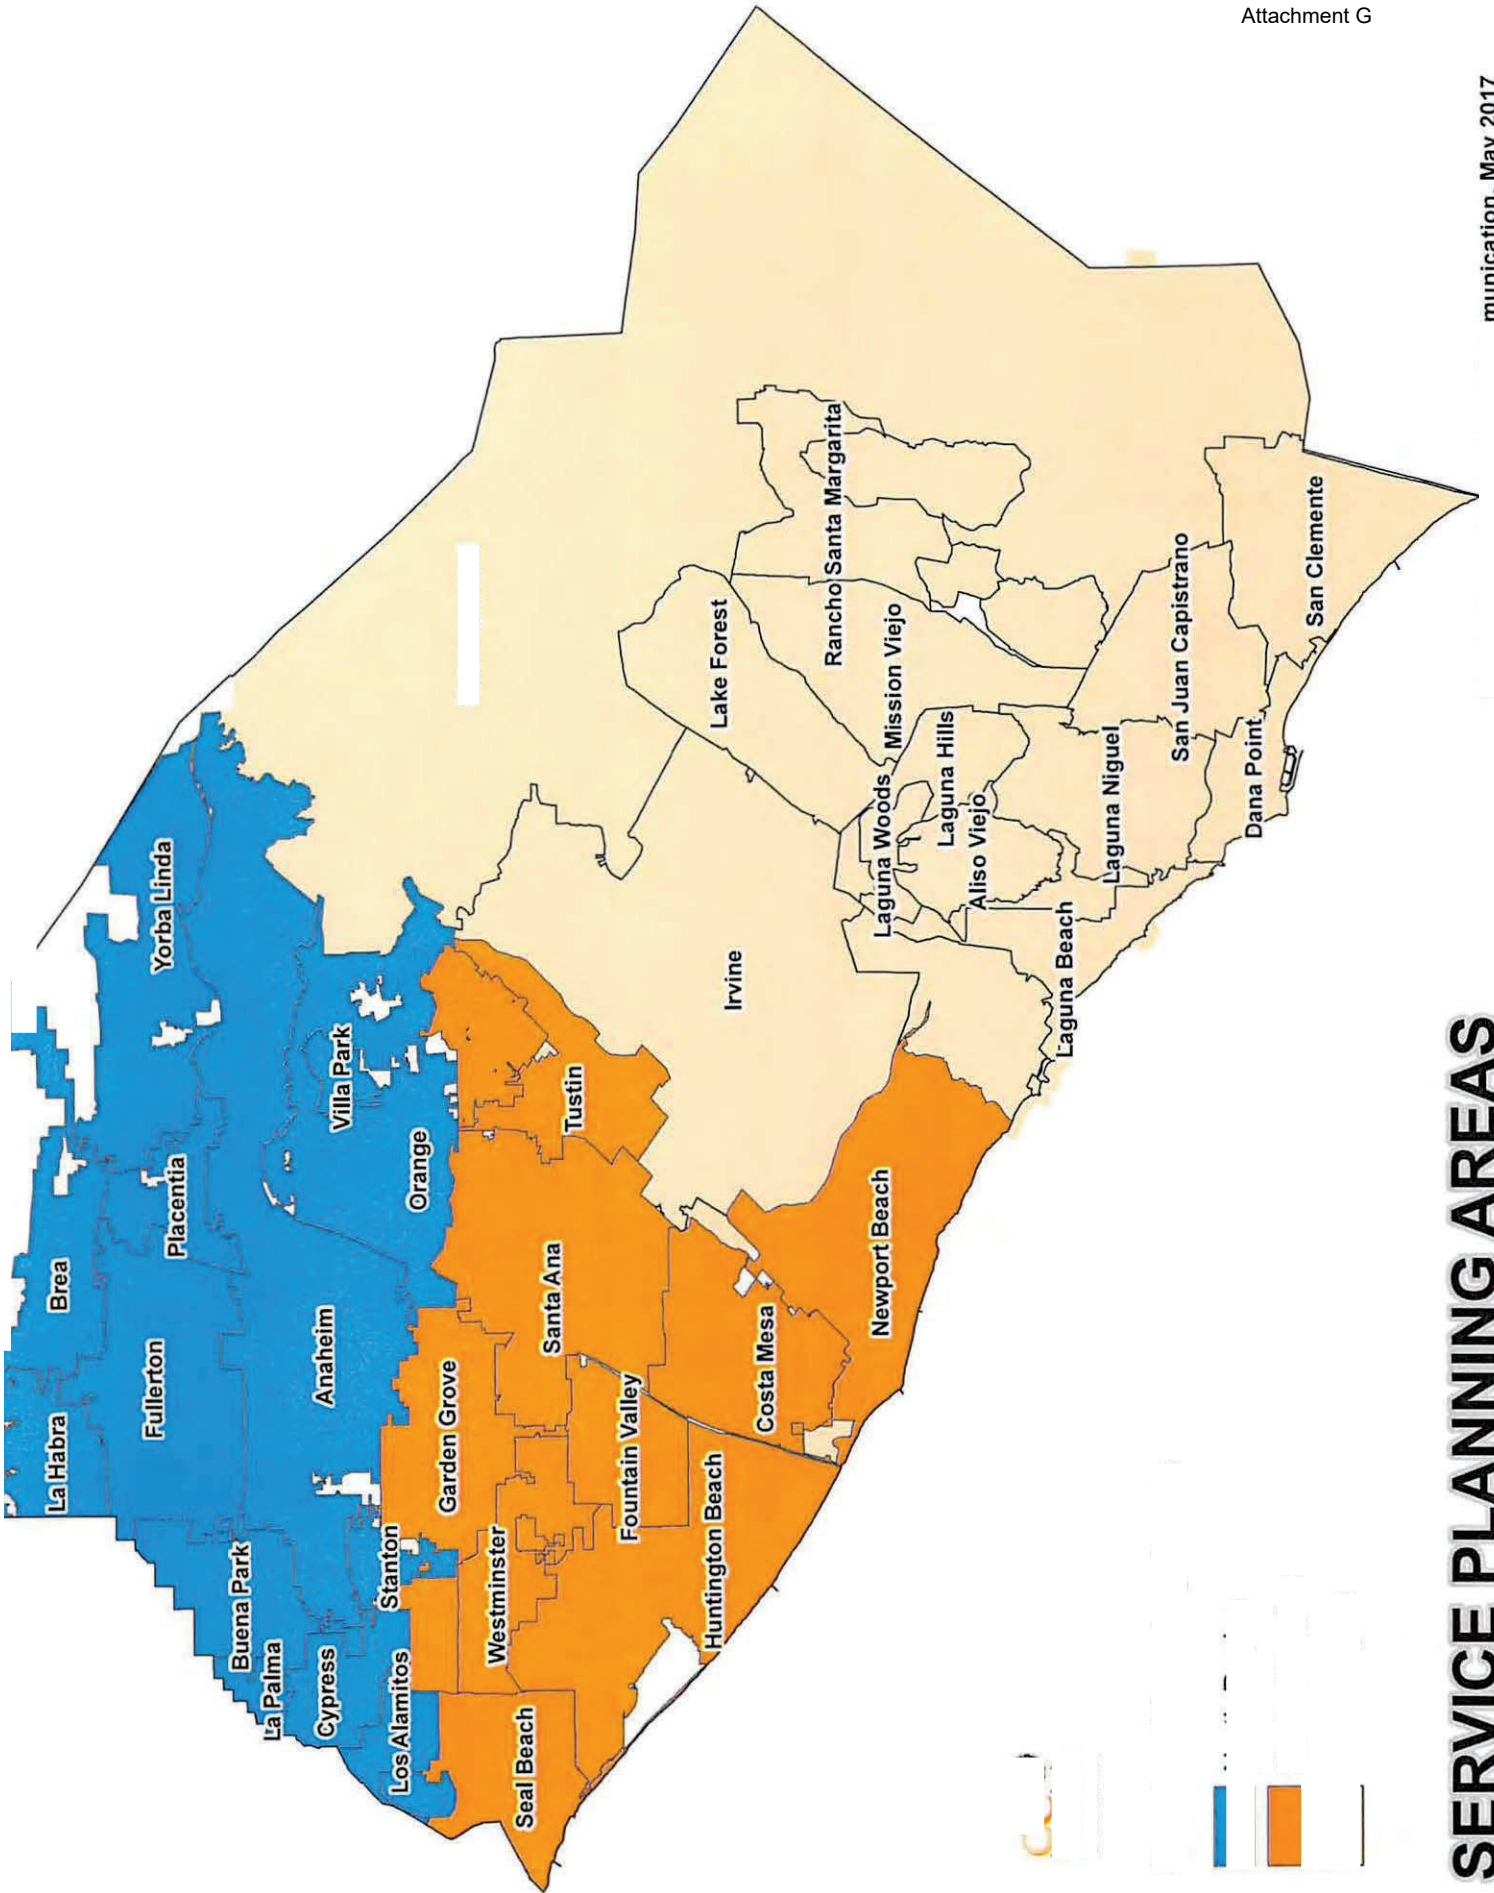 Attachment G
La Habra
Brea
Fullerton
Placentia
Yorba Linda
Buena Park
La Palma
Anaheim
Villa Park
Cypress
Stanton
Orange
Los Alamitos
Garden Grove
Westminster
Santa Ana
Tustin
Seal Beach
Fountain Valley
Huntington Beach
Costa Mesa
Irvine
Lake Forest
Newport Beach
Rancho Santa Margarita
Mission Viejo
Laguna Woods
Laguna Hills
Aliso Viejo
Laguna Beach
Laguna Niguel
San Juan Capistrano
Dana Point
San Clemente
SERVICE PLANNING AREAS
munication, May 2017